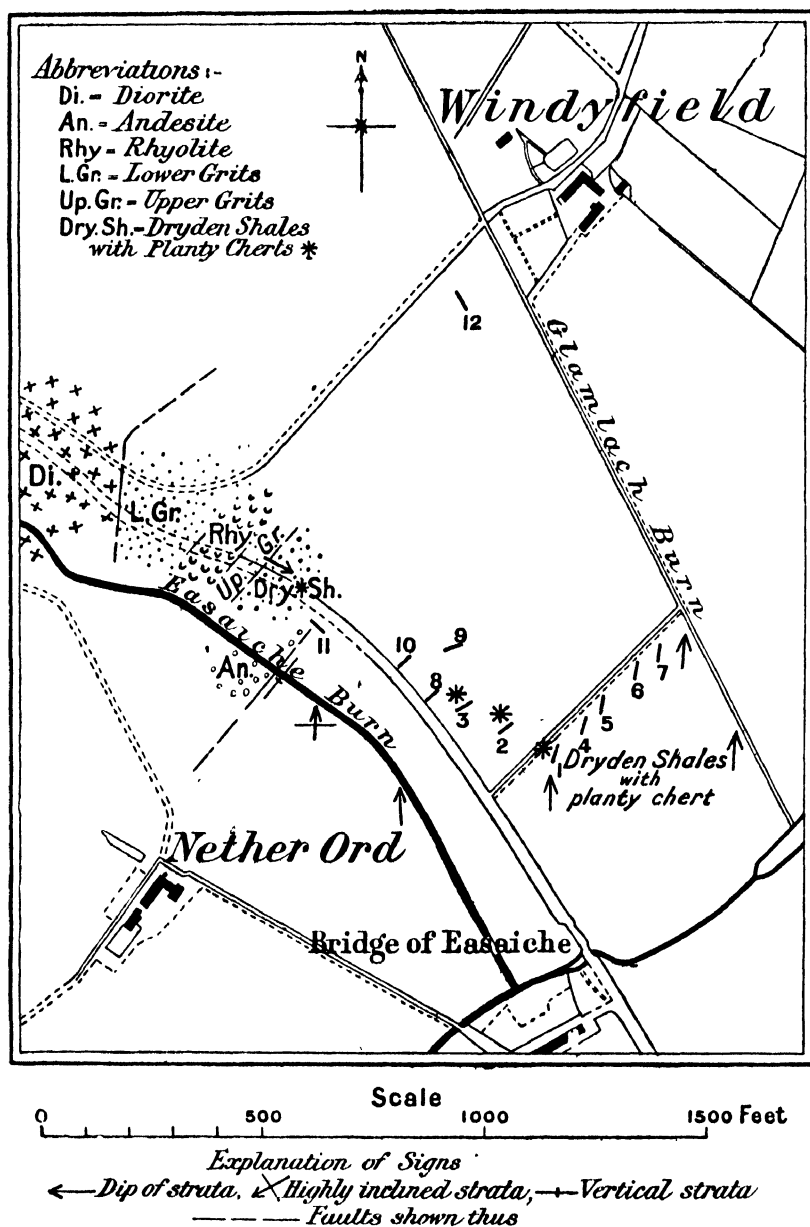 Abbreviations:-
Di. = Diorite
An. = Andesite
Rhy = Rhyolite
L.Gr. = Lower Grits
Up.Gr. = Upper Grits
Dry.Sh. = Dryden Shales
with Planty Cherts *
N
Windyfield
12
Glamlach Burn
Di.
L.Gr.
Rhy
Up. Gr.
Dry * Sh.
Easaiche Burn
An.
11
10
9
8
3
2
7
6
5
4
1
Dryden Shales
with
planty chert
Nether Ord
Bridge of Easaiche
Scale
0 500 1000 1500 Feet
Explanation of Signs
Dip of strata, Highly inclined strata, Vertical strata
Faults shown thus